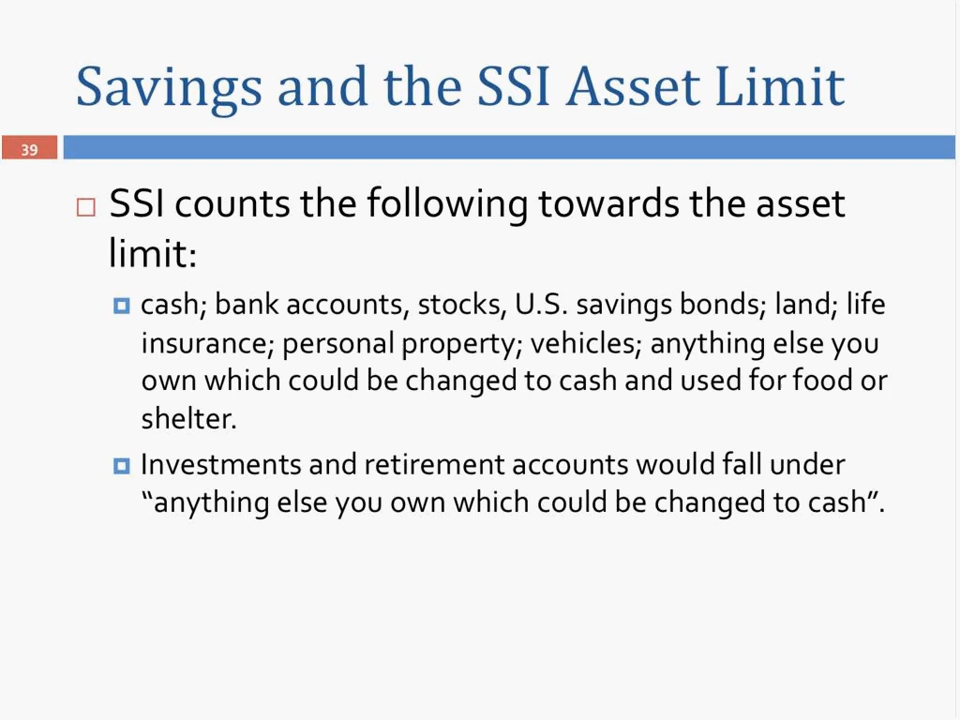 Savings and the SSI Asset Limit
39
SSI counts the following towards the asset
limit:
cash; bank accounts, stocks, U.S. savings bonds; land; life
insurance; personal property; vehicles; anything else you
own which could be changed to cash and used for food or
shelter.
Investments and retirement accounts would fall under
“anything else you own which could be changed to cash”.